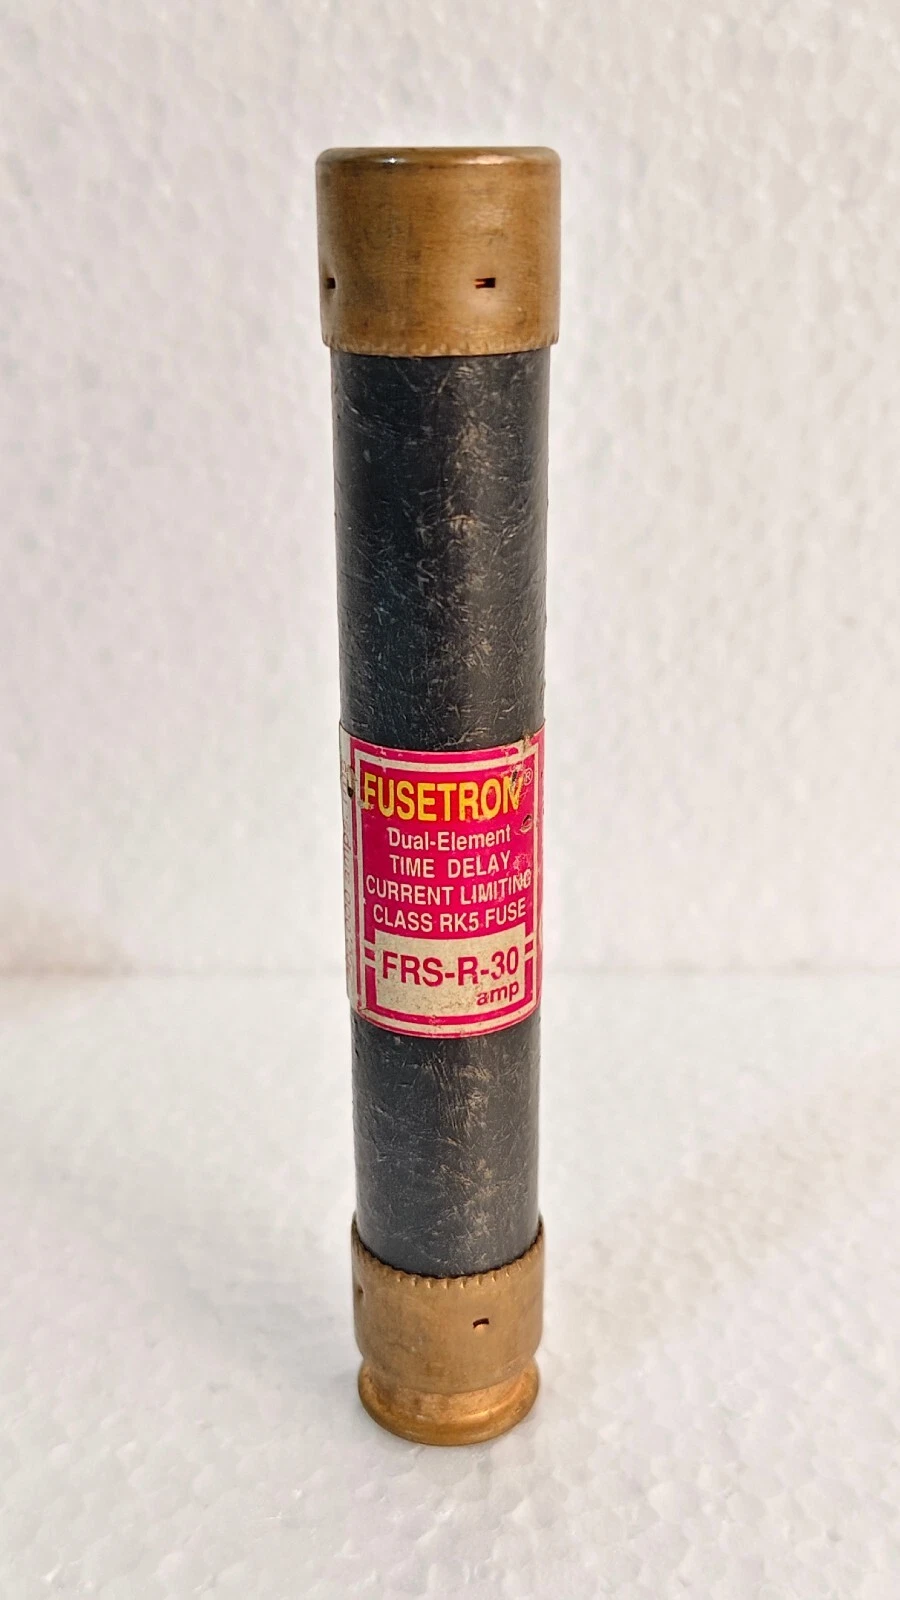 FUSETRON®
Dual-Element
TIME DELAY
CURRENT LIMITING
CLASS RK5 FUSE
FRS-R-30
amp